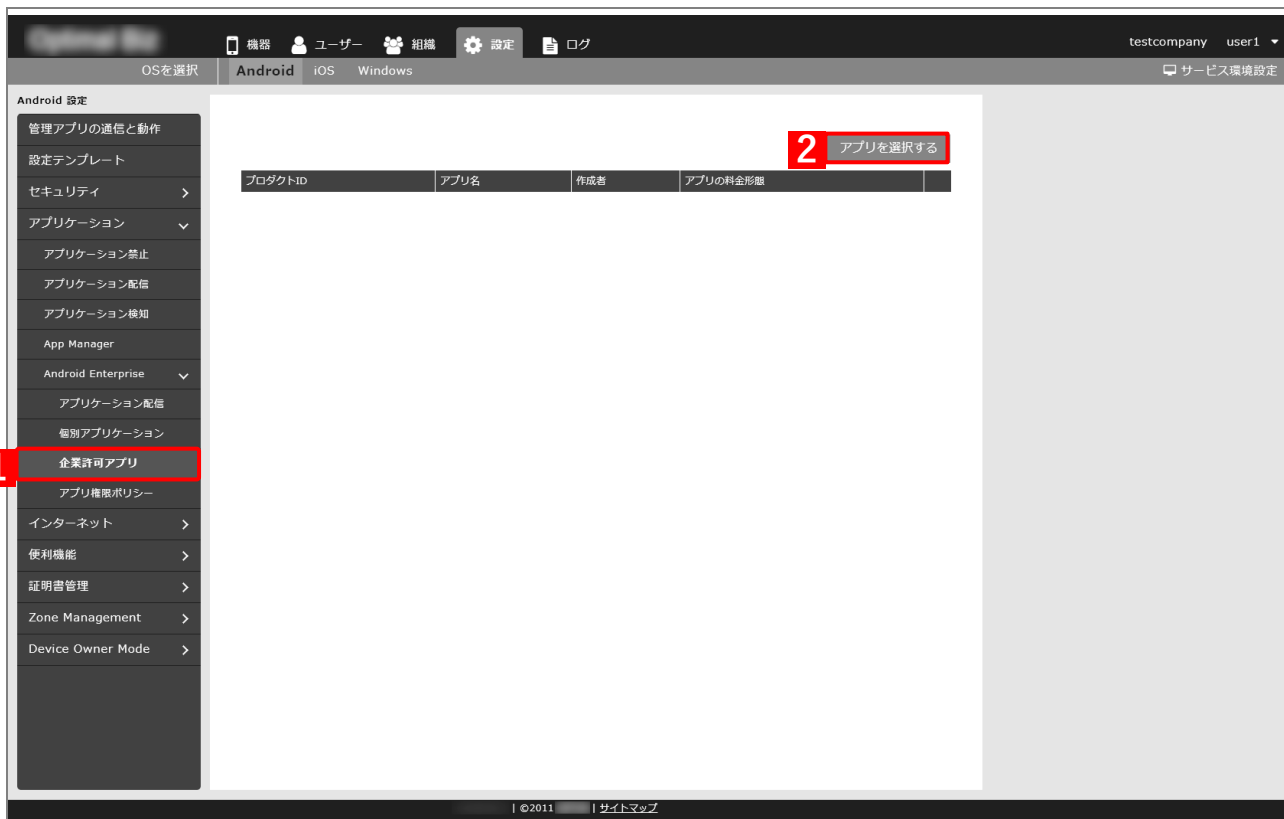 機器 ユーザー 組織 設定 ログ testcompany user1
OSを選択 Android iOS Windows サービス環境設定
Android 設定
管理アプリの通信と動作
設定テンプレート
セキュリティ
アプリケーション
アプリケーション禁止
アプリケーション配信
アプリケーション検知
App Manager
Android Enterprise
アプリケーション配信
個別アプリケーション
1 企業許可アプリ
アプリ権限ポリシー
インターネット
便利機能
証明書管理
Zone Management
Device Owner Mode
2 アプリを選択する
プロダクトID アプリ名 作成者 アプリの料金形態
| ©2011 | サイトマップ